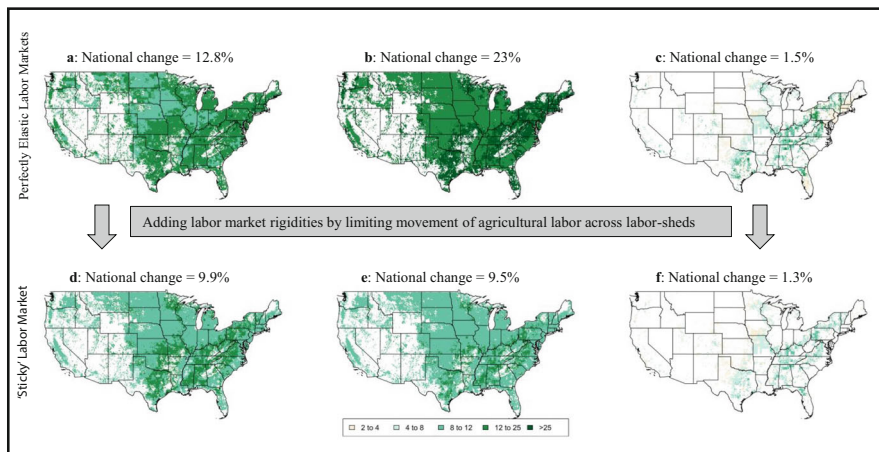 Perfectly Elastic Labor Markets
a: National change = 12.8%
b: National change = 23%
c: National change = 1.5%
Adding labor market rigidities by limiting movement of agricultural labor across labor-sheds
'Sticky' Labor Market
d: National change = 9.9%
e: National change = 9.5%
f: National change = 1.3%
2 to 4 4 to 8 8 to 12 12 to 25 >25